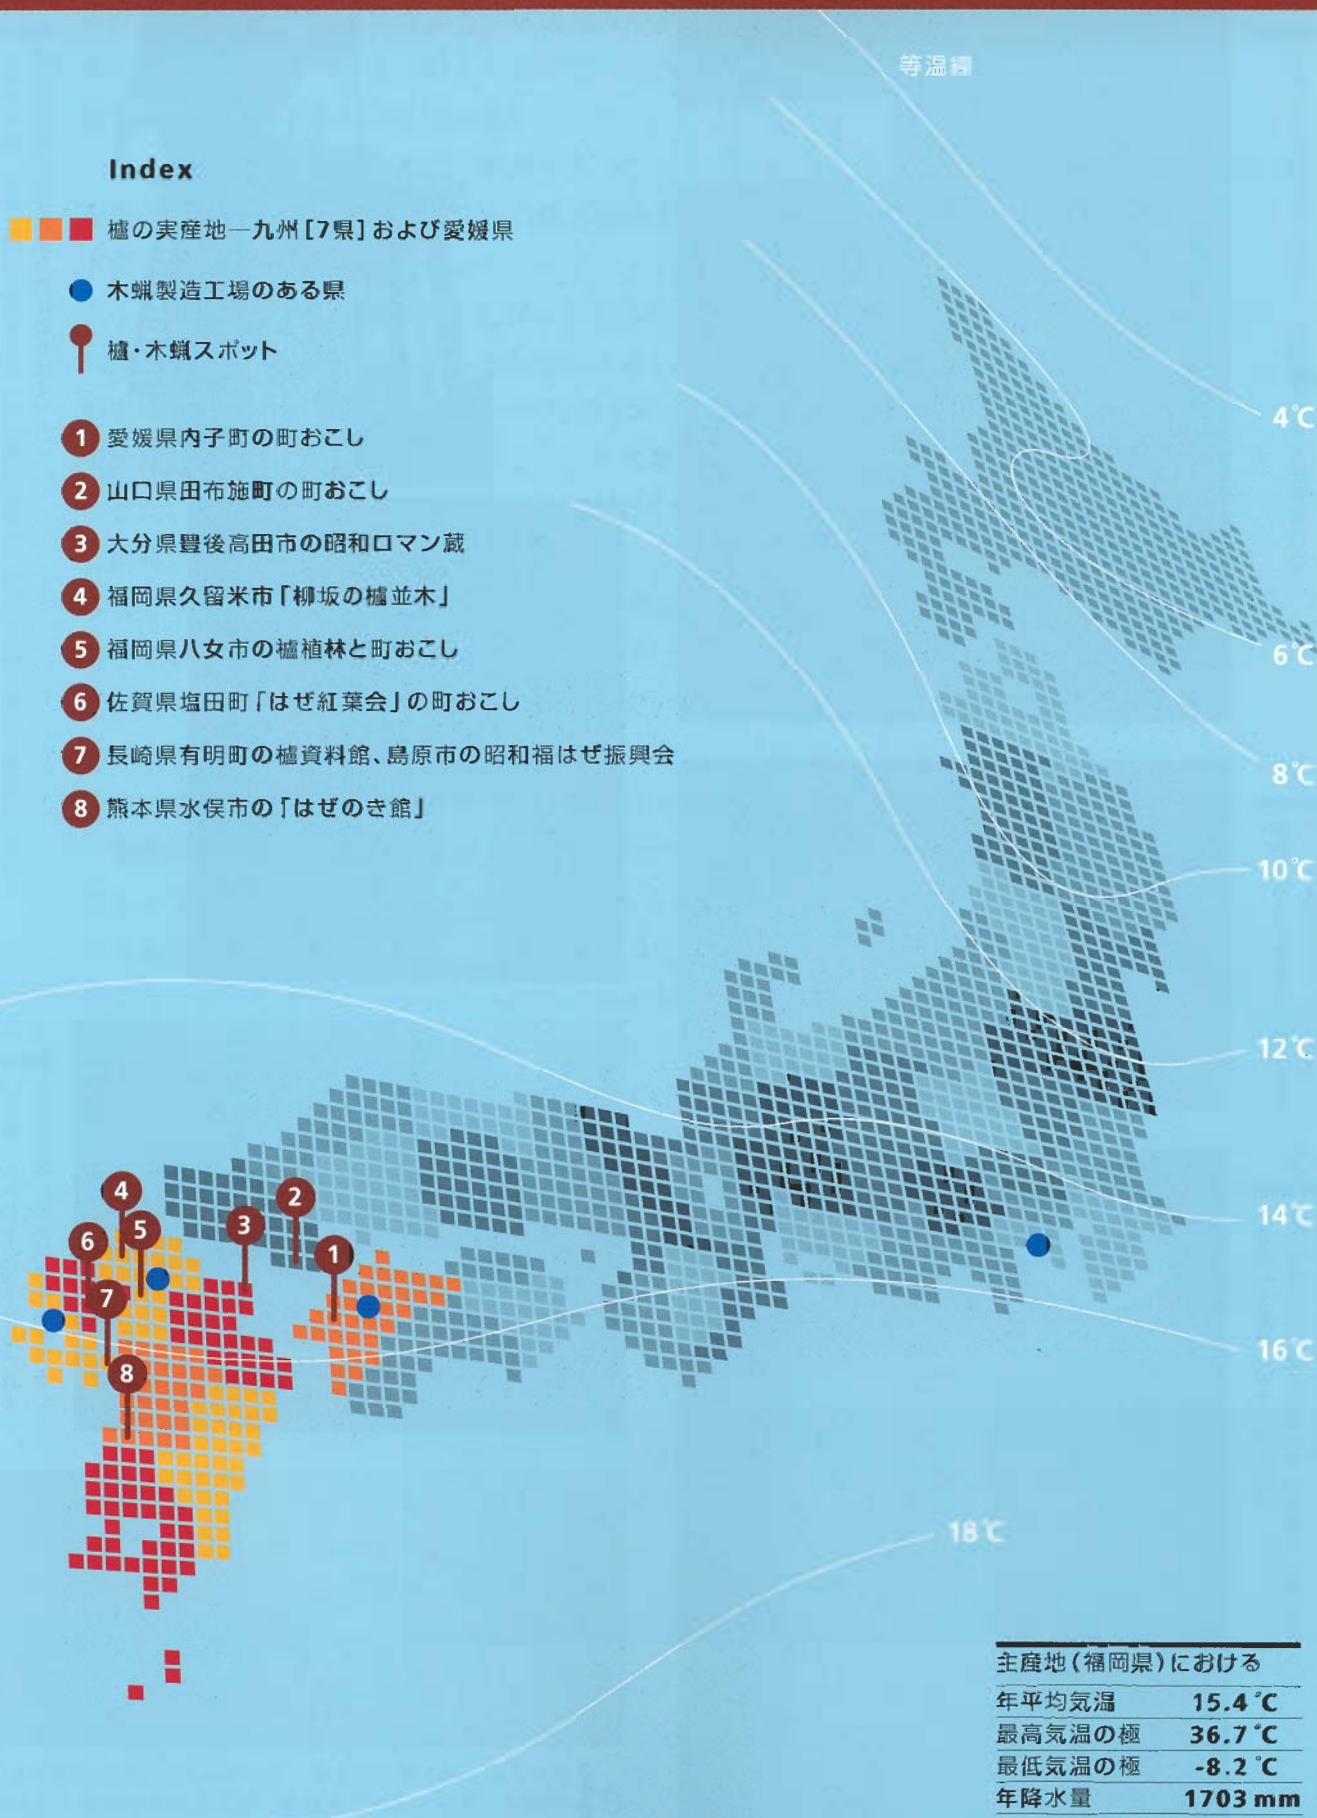 等温線
Index
櫨の実産地―九州[7県]および愛媛県
木蝋製造工場のある県
櫨・木蝋スポット
1 愛媛県内子町の町おこし
2 山口県田布施町の町おこし
3 大分県豊後高田市の昭和ロマン蔵
4 福岡県久留米市「柳坂の櫨並木」
5 福岡県八女市の櫨植林と町おこし
6 佐賀県塩田町「はぜ紅葉会」の町おこし
7 長崎県有明町の櫨資料館、島原市の昭和福はぜ振興会
8 熊本県水俣市の「はぜのき館」
4℃
6℃
8℃
10℃
12℃
14℃
16℃
18℃
4
5
6
7
8
3
2
1
主産地(福岡県)における
年平均気温 15.4℃
最高気温の極 36.7℃
最低気温の極 -8.2℃
年降水量 1703mm